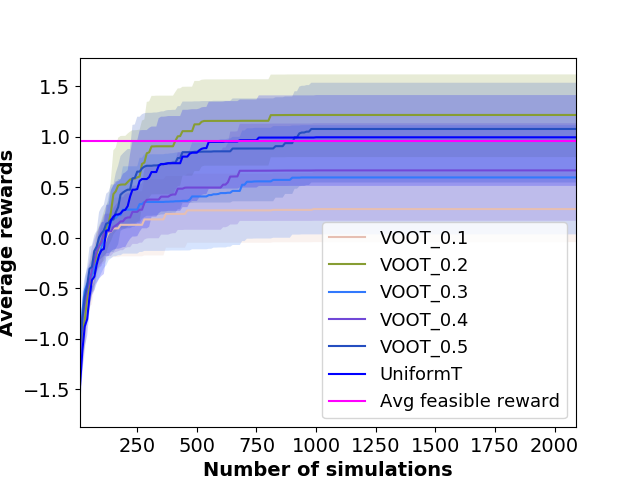 1.5
1.0
0.5
0.0
−0.5
−1.0
−1.5
Average rewards
VOOT_0.1
VOOT_0.2
VOOT_0.3
VOOT_0.4
VOOT_0.5
UniformT
Avg feasible reward
250 500 750 1000 1250 1500 1750 2000
Number of simulations